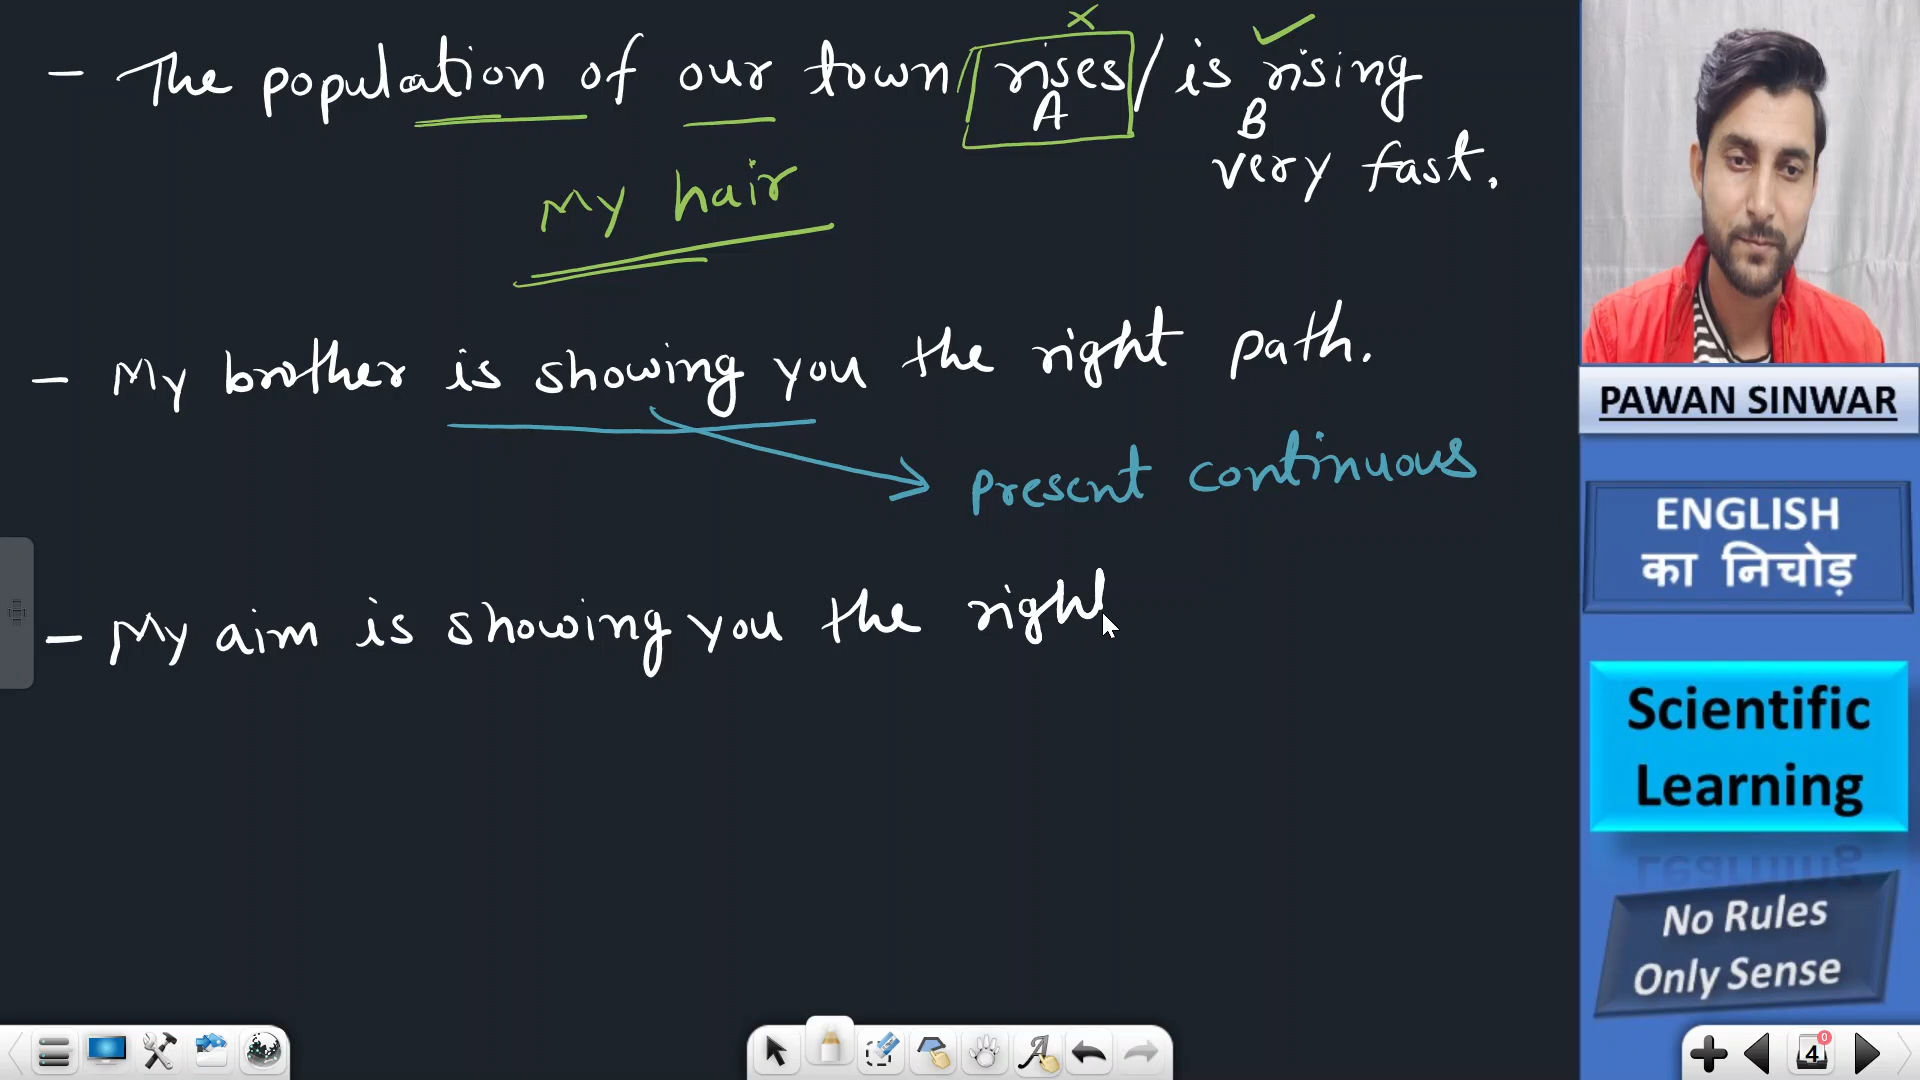 x ✓
- The population of our town / rises / is rising
A B
very fast.
My hair
- My brother is showing you the right path.
present continuous
- My aim is showing you the right
PAWAN SINWAR
ENGLISH
का निचोड़
Scientific
Learning
No Rules
Only Sense
4
0